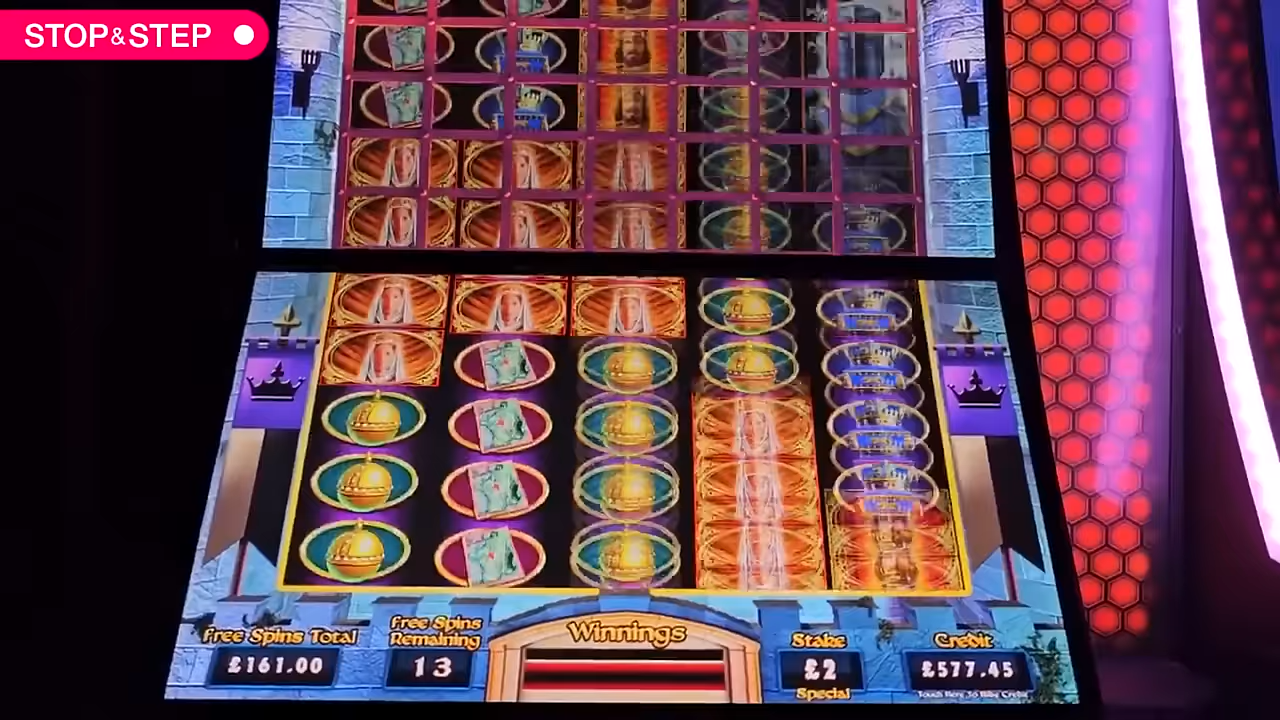 STOP&STEP
Free Spins Total
£161.00
Free Spins
Remaining
13
Winnings
Stake
£2
Special
Credit
£577.45